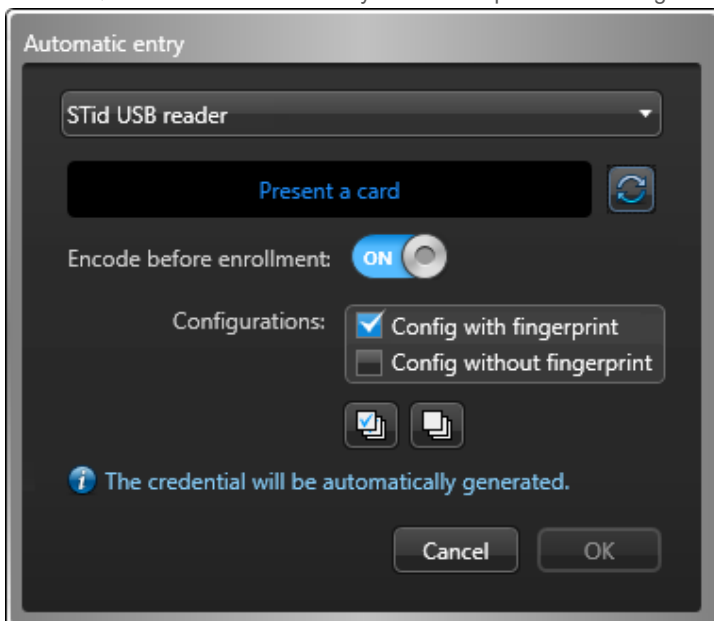 Automatic entry
STid USB reader
Present a card
Encode before enrollment:
ON
Configurations:
Config with fingerprint
Config without fingerprint
The credential will be automatically generated.
Cancel
OK